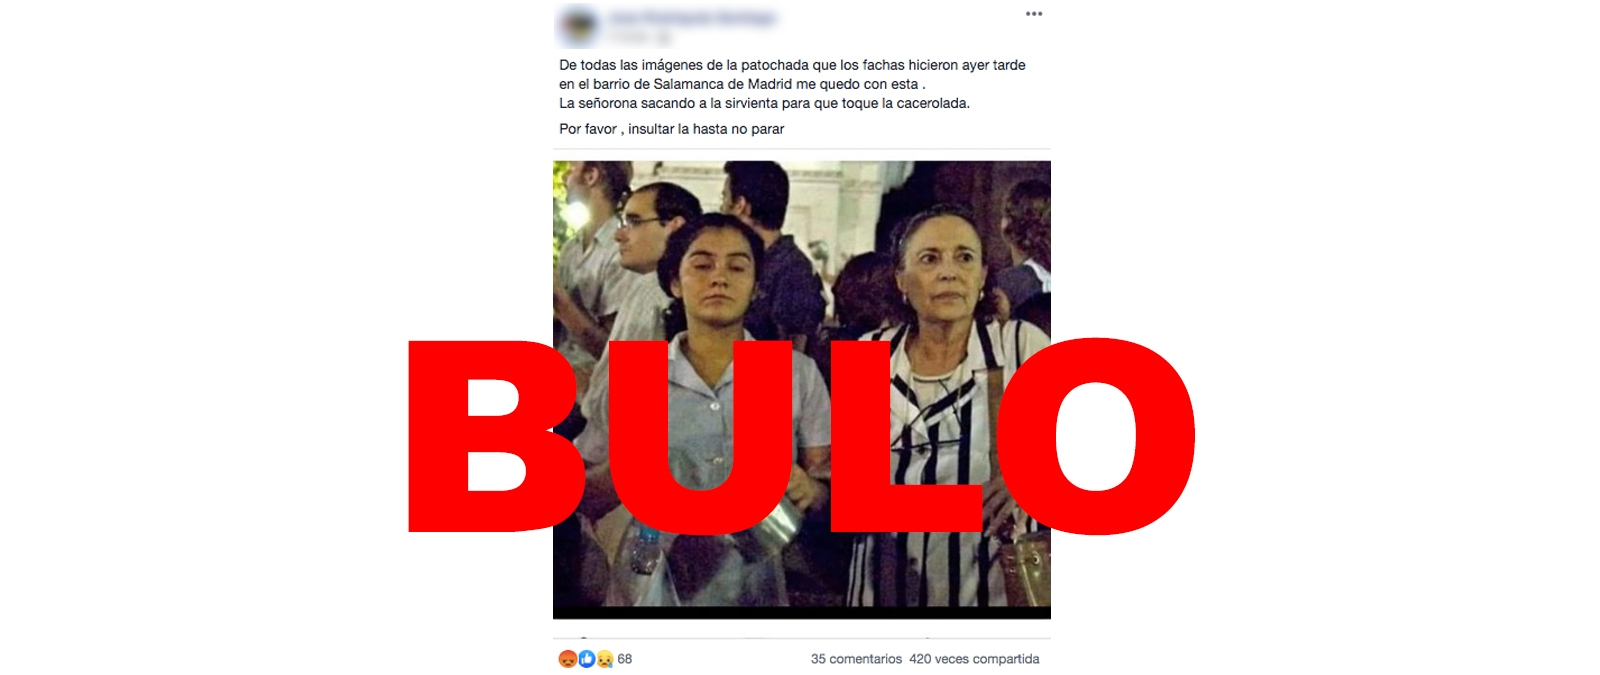 De todas las imágenes de la patochada que los fachas hicieron ayer tarde
en el barrio de Salamanca de Madrid me quedo con esta .
La señorona sacando a la sirvienta para que toque la cacerolada.
Por favor , insultar la hasta no parar
BULO
68
35 comentarios 420 veces compartida